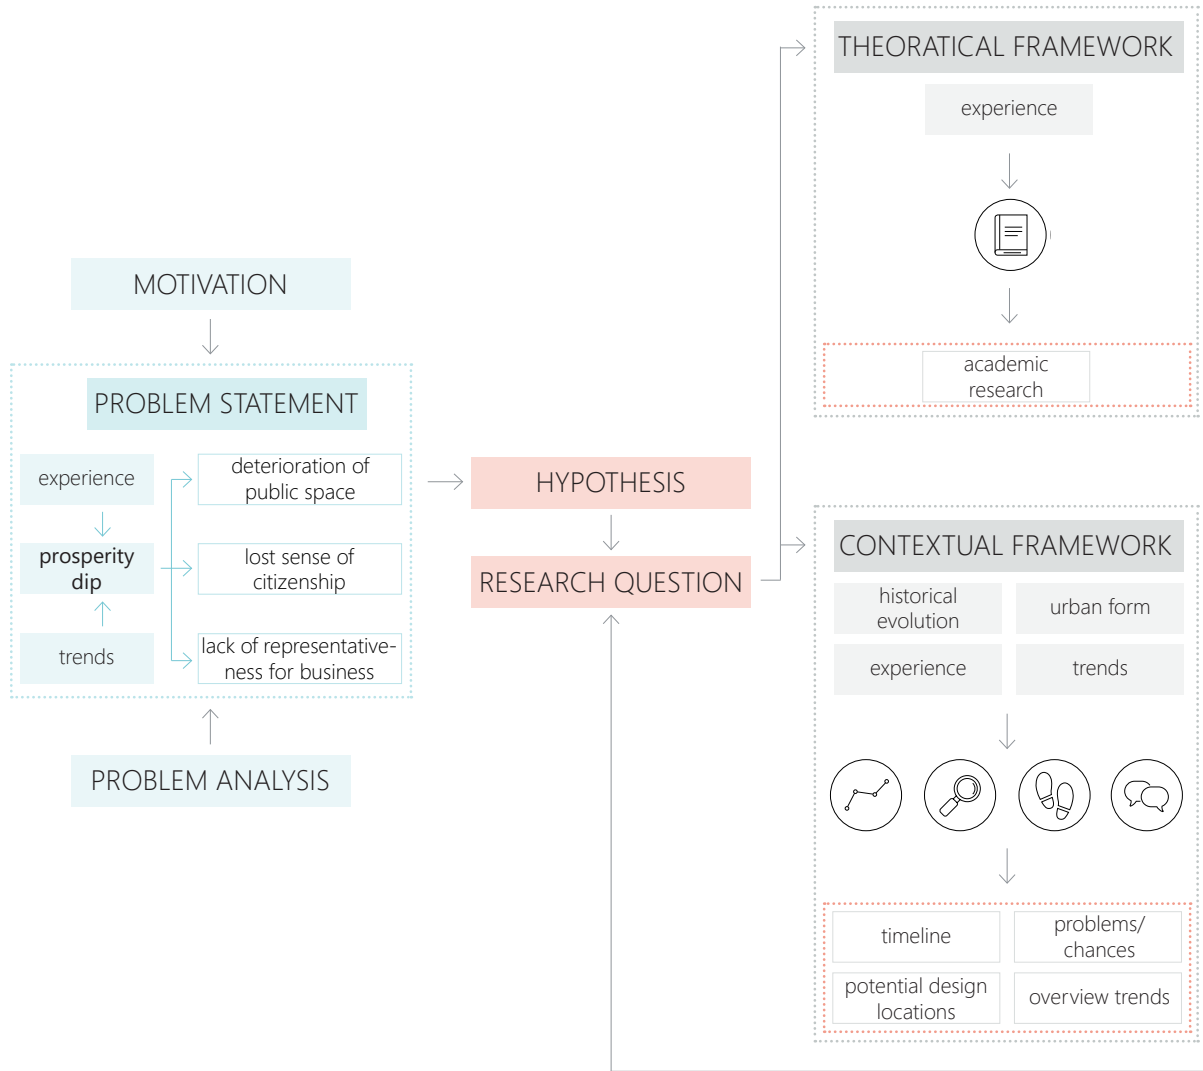 MOTIVATION
PROBLEM STATEMENT
experience
prosperity
dip
trends
deterioration of
public space
lost sense of
citizenship
lack of representative-
ness for business
PROBLEM ANALYSIS
HYPOTHESIS
RESEARCH QUESTION
THEORATICAL FRAMEWORK
experience
academic
research
CONTEXTUAL FRAMEWORK
historical
evolution
urban form
experience
trends
timeline
problems/
chances
potential design
locations
overview trends